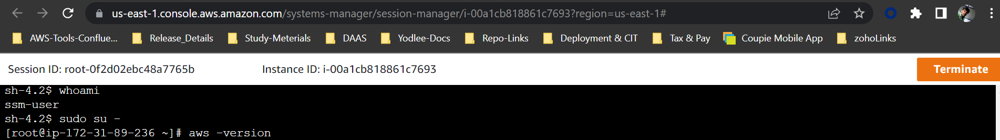 us-east-1.console.aws.amazon.com/systems-manager/session-manager/i-00a1cb818861c7693?region=us-east-1#
AWS-Tools-Conflue... Release_Details Study-Meterials DAAS Yodlee-Docs Repo-Links Deployment & CIT Tax & Pay Coupie Mobile App zohoLinks
Session ID: root-0f2d02ebc48a7765b Instance ID: i-00a1cb818861c7693 Terminate
sh-4.2$ whoami
ssm-user
sh-4.2$ sudo su -
[root@ip-172-31-89-236 ~]# aws -version